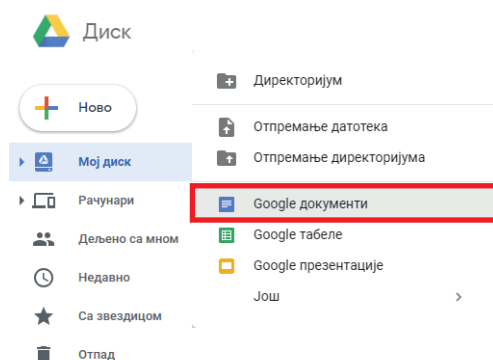 Диск
Ново
Мој диск
Рачунари
Дељено са мном
Недавно
Са звездицом
Отпад
Директоријум
Отпремање датотека
Отпремање директоријума
Google документи
Google табеле
Google презентације
Још